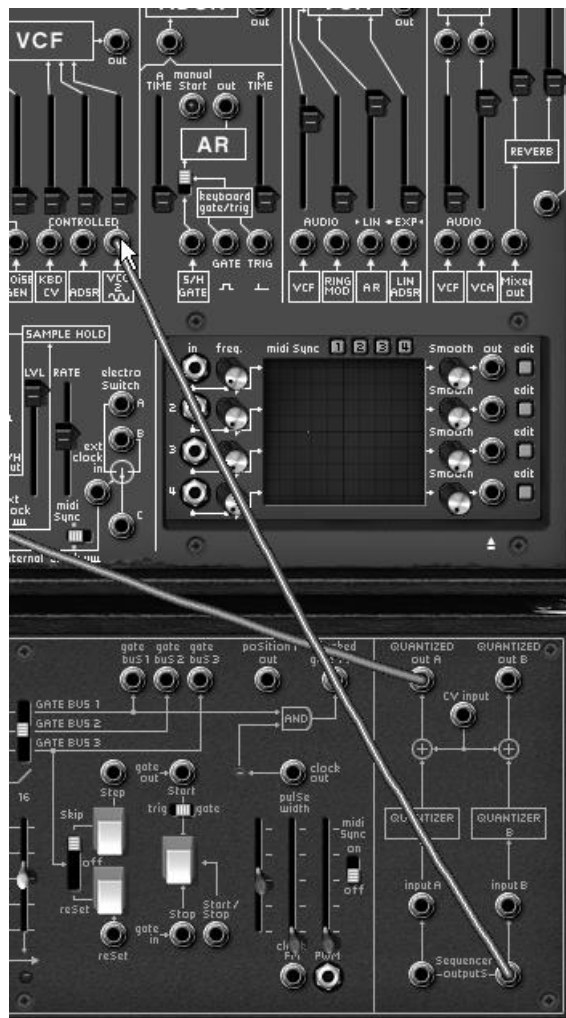 VCF
out
out
out
A
TIME
manual
Start
out
R
TIME
AR
keyboard
gate/trig
REVERB
CONTROLLED
AUDIO
LIN
EXP
AUDIO
KBD
CV
ADSR
VCO
2
S/H
GATE
GATE
TRIG
VCF
RING
MOD
AR
LIN
ADSR
VCF
VCA
Mixer
out
SAMPLE HOLD
LVL
RATE
electro
Switch
A
B
ext
clock
in
C
midi
Sync
in
freq.
midi Sync
1
2
3
4
Smooth
out
edit
2
Smooth
edit
3
Smooth
edit
4
Smooth
edit
gate
buS 1
gate
buS 2
gate
buS 3
poSition 1
out
QUANTIZED
out A
QUANTIZED
out B
CV input
GATE BUS 1
GATE BUS 2
GATE BUS 3
AND
gate
out
Start
clock
out
Step
trig
gate
pulSe
width
midi
Sync
on
off
16
Skip
off
reSet
QUANTIZER
QUANTIZER
B
input A
input B
gate
in
Stop
Start/
Stop
reSet
clock
FM
PWM
Sequencer
outputS